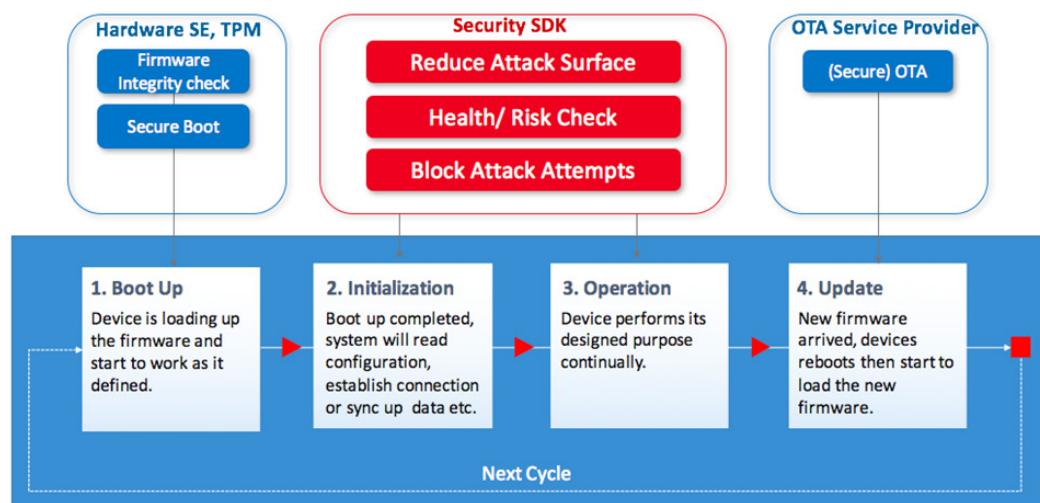 Hardware SE, TPM
Firmware
Integrity check
Secure Boot
Security SDK
Reduce Attack Surface
Health/ Risk Check
Block Attack Attempts
OTA Service Provider
(Secure) OTA
1. Boot Up
Device is loading up
the firmware and
start to work as it
defined.
2. Initialization
Boot up completed,
system will read
configuration,
establish connection
or sync up data etc.
3. Operation
Device performs its
designed purpose
continually.
4. Update
New firmware
arrived, devices
reboots then start to
load the new
firmware.
Next Cycle